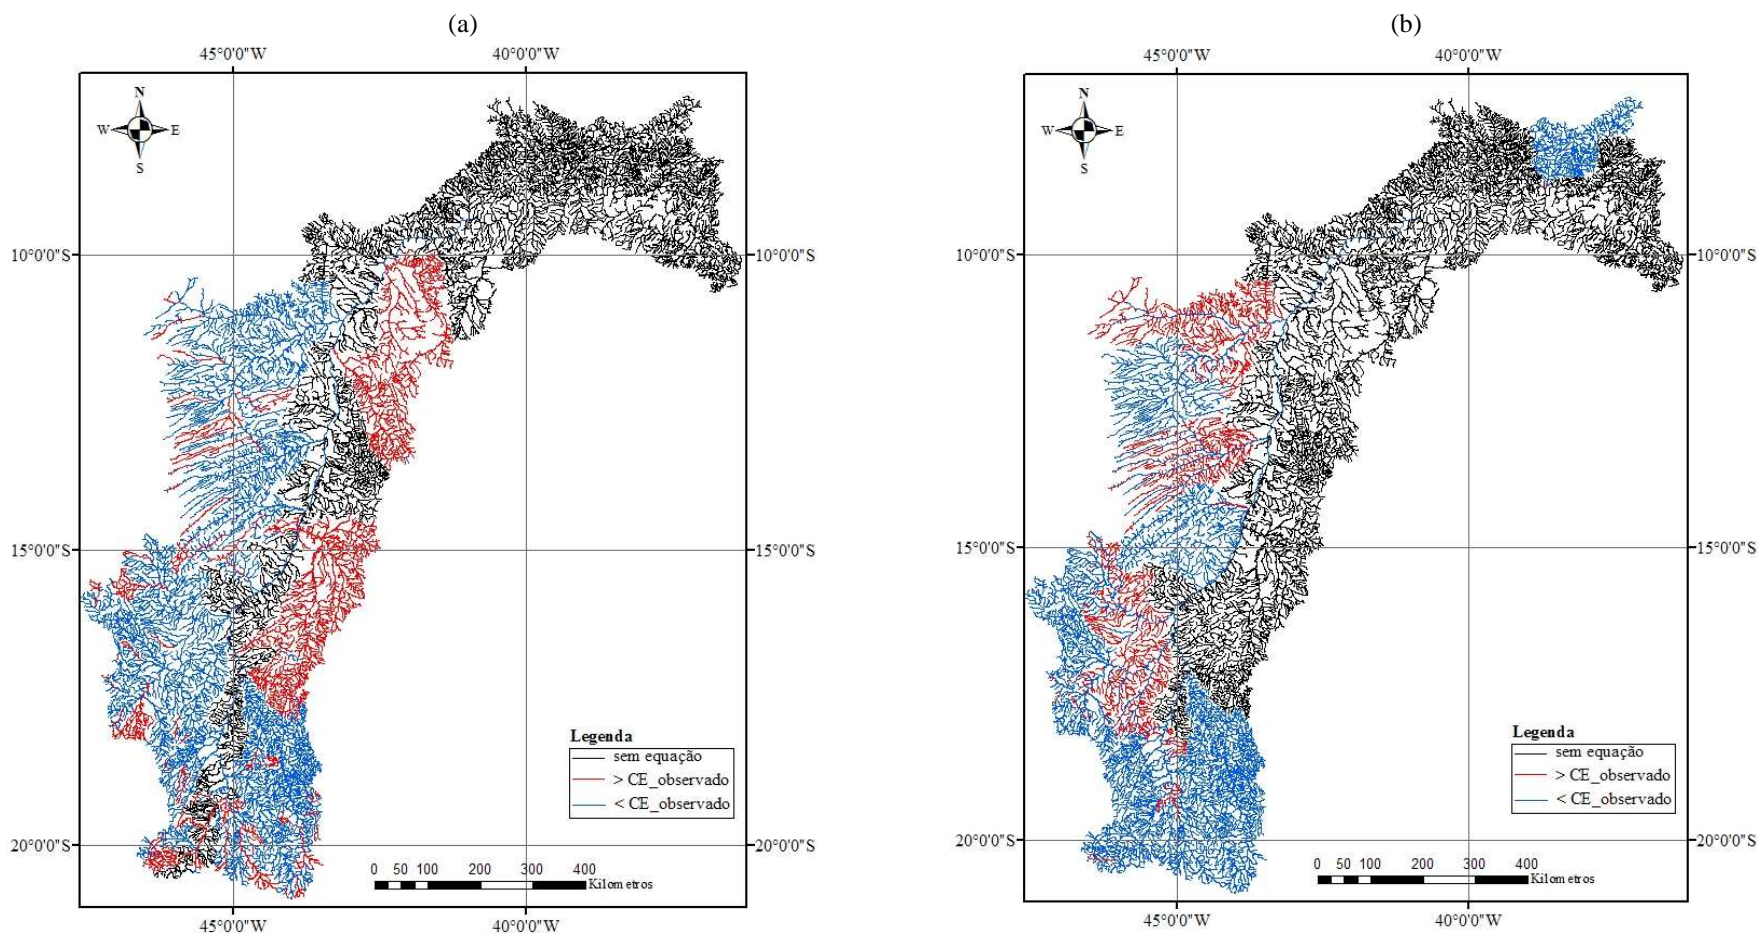 (a)
45°0'0"W 40°0'0"W
N
W E
S
10°0'0"S 10°0'0"S
15°0'0"S 15°0'0"S
20°0'0"S 20°0'0"S
Legenda
sem equação
> CE_observado
< CE_observado
0 50 100 200 300 400
Kilometros
45°0'0"W 40°0'0"W
(b)
45°0'0"W 40°0'0"W
N
W E
S
10°0'0"S 10°0'0"S
15°0'0"S 15°0'0"S
20°0'0"S 20°0'0"S
Legenda
sem equação
> CE_observado
< CE_observado
0 50 100 200 300 400
Kilometros
45°0'0"W 40°0'0"W